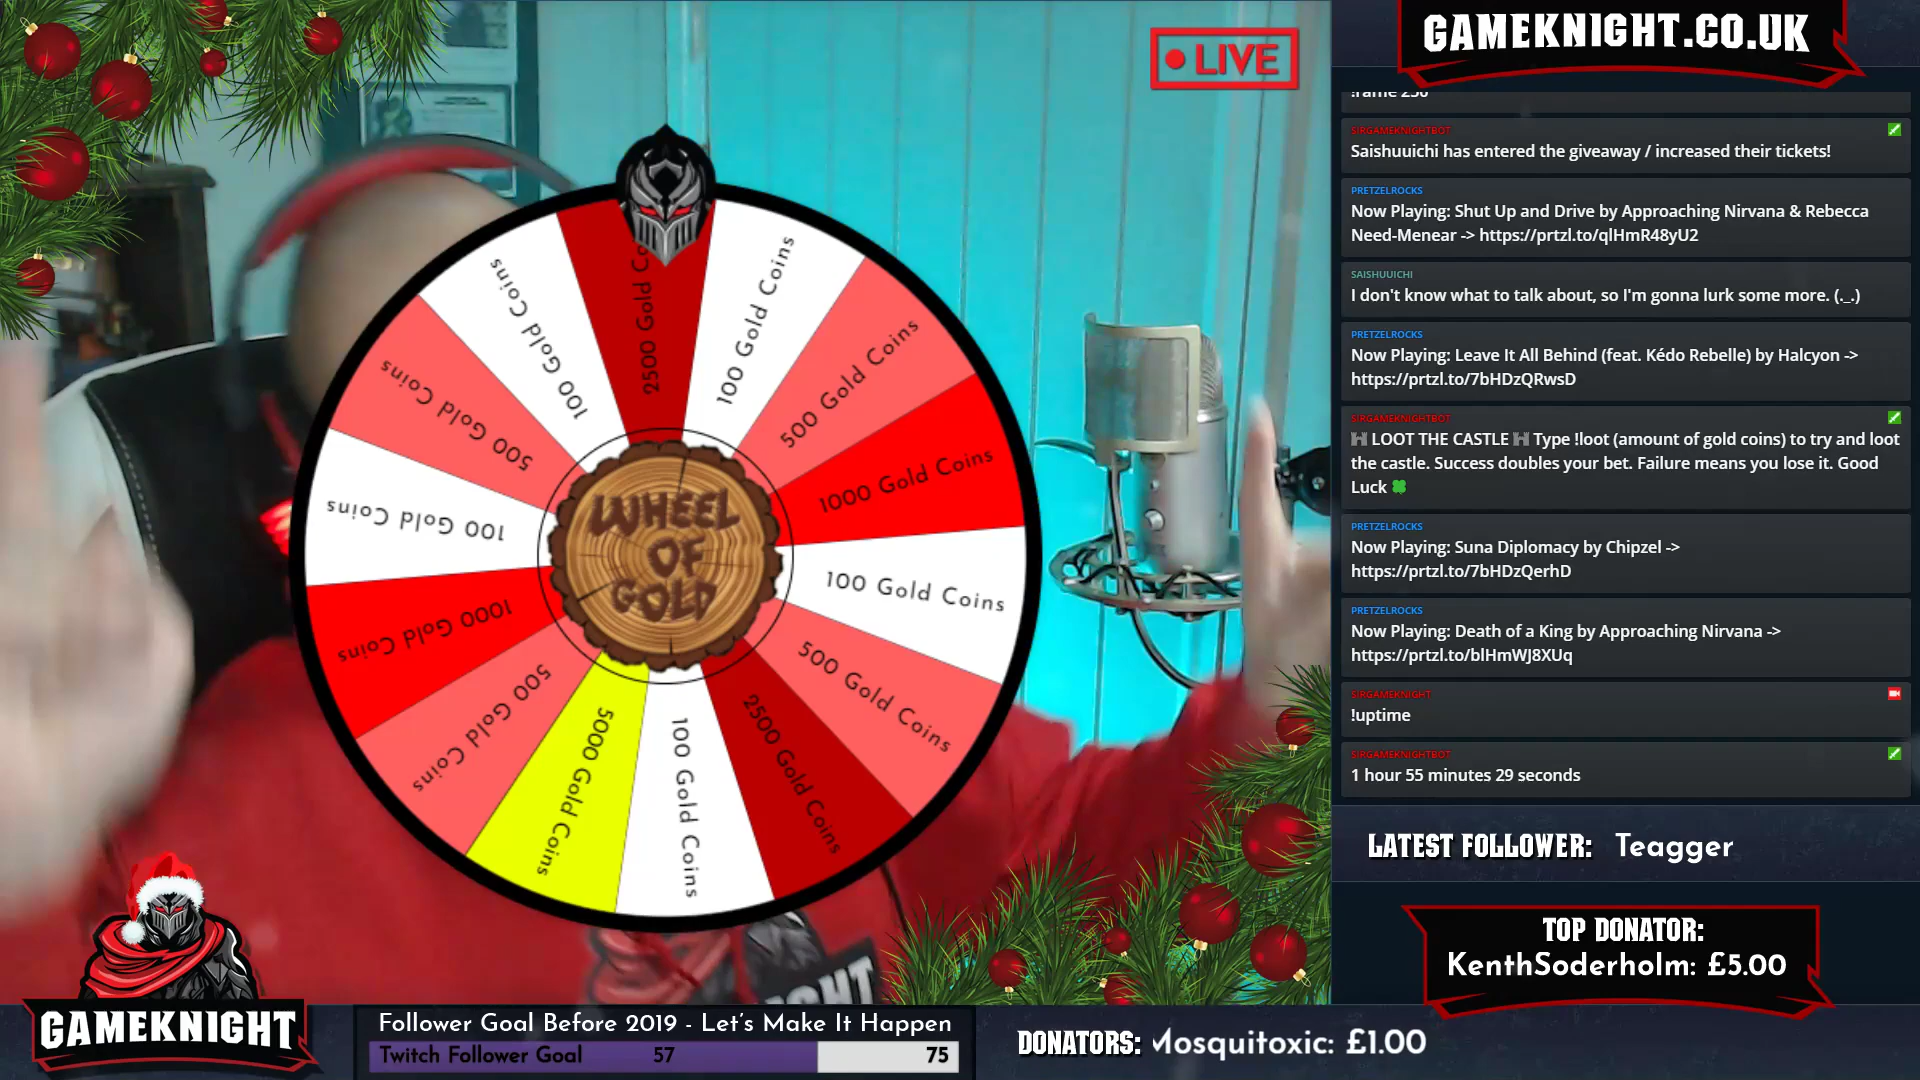 LIVE
2500 Gold Co
100 Gold Coins
500 Gold Coins
1000 Gold Coins
100 Gold Coins
500 Gold Coins
2500 Gold Coins
100 Gold Coins
5000 Gold Coins
500 Gold Coins
1000 Gold Coins
100 Gold Coins
500 Gold Coins
100 Gold Coins
WHEEL
OF
GOLD
GAMEKNIGHT
Follower Goal Before 2019 - Let's Make It Happen
Twitch Follower Goal 57 75
DONATORS: Mosquitoxic: £1.00
GAMEKNIGHT.CO.UK
!rame 250
SIRGAMEKNIGHTBOT
Saishuuichi has entered the giveaway / increased their tickets!
PRETZELROCKS
Now Playing: Shut Up and Drive by Approaching Nirvana & Rebecca
Need-Menear -> https://prtzl.to/qlHmR48yU2
SAISHUUICHI
I don't know what to talk about, so I'm gonna lurk some more. (._.)
PRETZELROCKS
Now Playing: Leave It All Behind (feat. Kédo Rebelle) by Halcyon ->
https://prtzl.to/7bHDzQRwsD
SIRGAMEKNIGHTBOT
LOOT THE CASTLE Type !loot (amount of gold coins) to try and loot
the castle. Success doubles your bet. Failure means you lose it. Good
Luck
PRETZELROCKS
Now Playing: Suna Diplomacy by Chipzel ->
https://prtzl.to/7bHDzQerhD
PRETZELROCKS
Now Playing: Death of a King by Approaching Nirvana ->
https://prtzl.to/blHmWJ8XUq
SIRGAMEKNIGHT
!uptime
SIRGAMEKNIGHTBOT
1 hour 55 minutes 29 seconds
LATEST FOLLOWER: Teagger
TOP DONATOR:
KenthSoderholm: £5.00